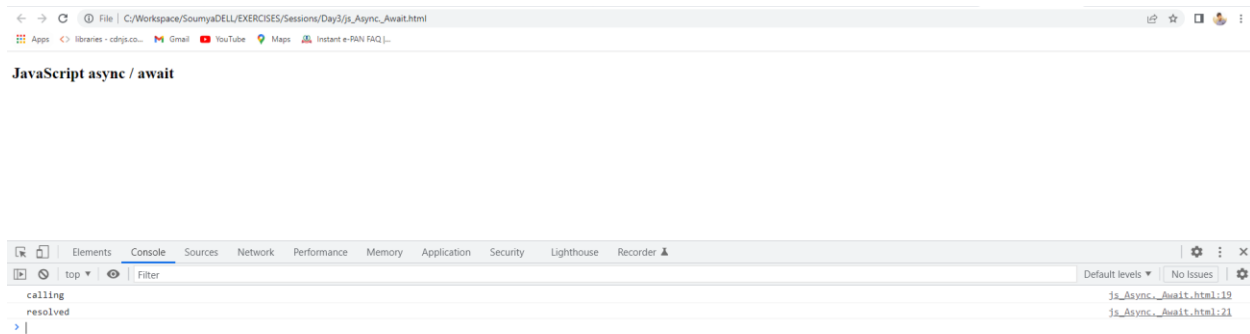 File | C:/Workspace/SoumyaDELL/EXERCISES/Sessions/Day3/js_Async._Await.html
Apps <> libraries - cdnjs.co... Gmail YouTube Maps Instant e-PAN FAQ |...
JavaScript async / await
Elements Console Sources Network Performance Memory Application Security Lighthouse Recorder
top ▼ Filter Default levels ▼ No Issues
calling js_Async._Await.html:19
resolved js_Async._Await.html:21
>